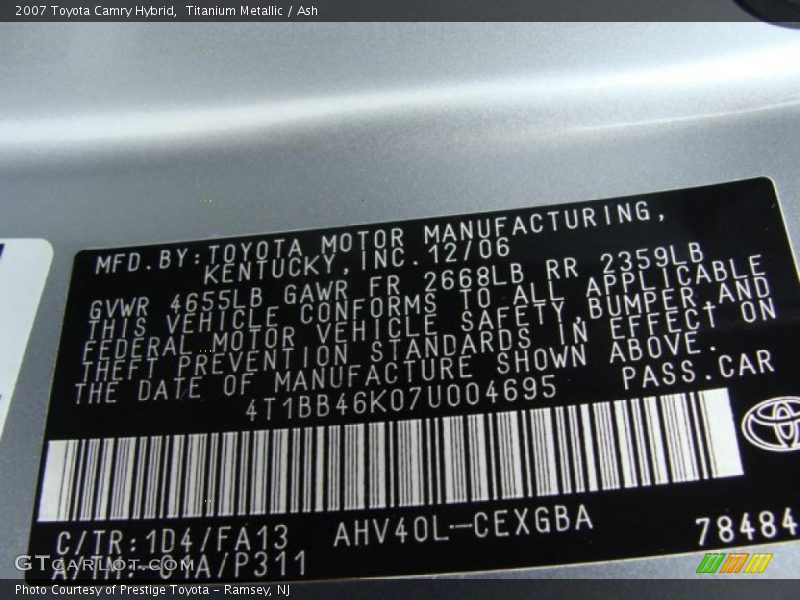 2007 Toyota Camry Hybrid,  Titanium Metallic / Ash
MFD.BY:TOYOTA MOTOR MANUFACTURING,
KENTUCKY,INC.12/06
GVWR 4655LB GAWR FR 2668LB RR 2359LB
THIS VEHICLE CONFORMS TO ALL APPLICABLE
FEDERAL MOTOR VEHICLE SAFETY,BUMPER,AND
THEFT PREVENTION STANDARDS IN EFFECT ON
THE DATE OF MANUFACTURE SHOWN ABOVE.
4T1BB46K07U004695 PASS.CAR
C/TR:1D4/FA13 AHV40L-CEXGBA 78484
A/TM:-01A/P311
GTCarLot.com
Photo Courtesy of Prestige Toyota - Ramsey, NJ